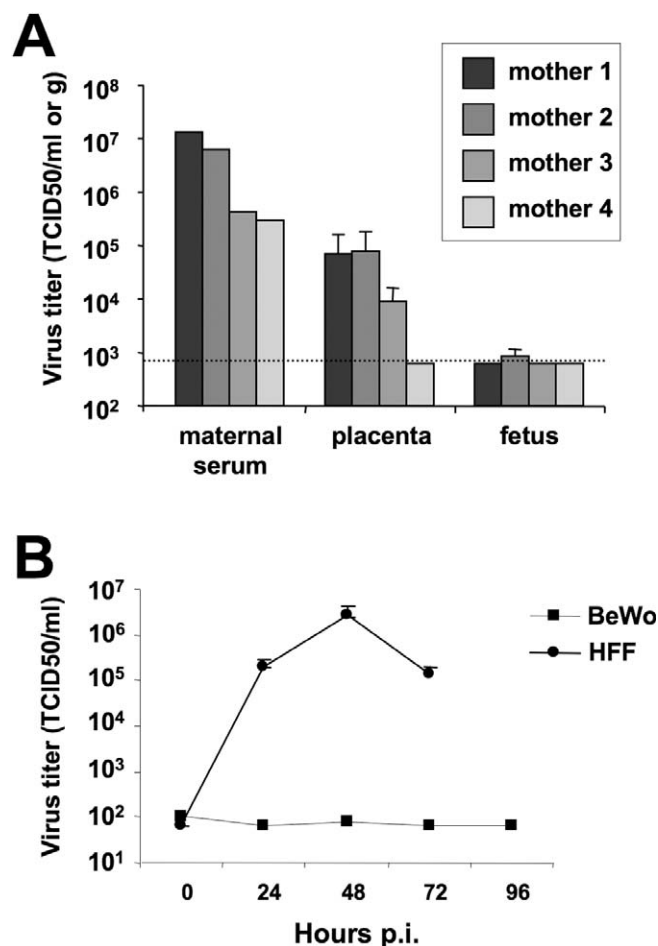 A
mother 1
mother 2
mother 3
mother 4
Virus titer (TCID50/ml or g)
10⁸
10⁷
10⁶
10⁵
10⁴
10³
10²
maternal serum
placenta
fetus
B
Virus titer (TCID50/ml)
10⁷
10⁶
10⁵
10⁴
10³
10²
10¹
BeWo
HFF
0 24 48 72 96
Hours p.i.